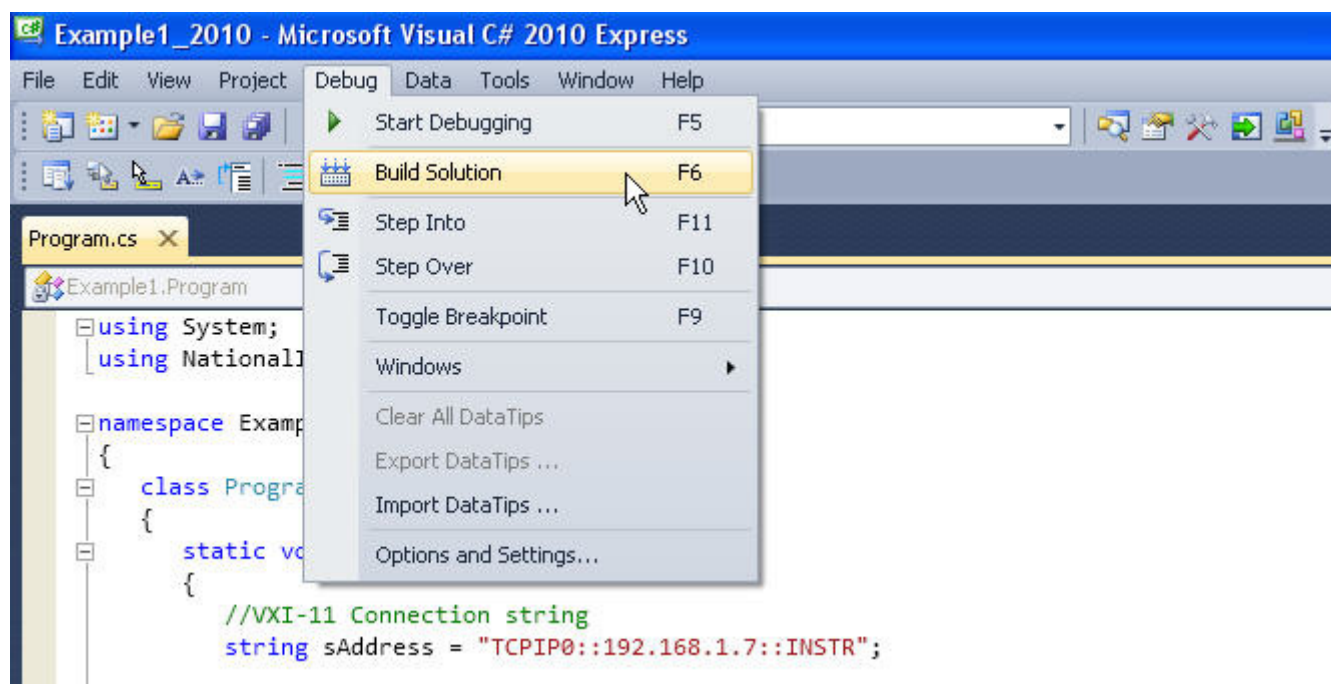 Example1_2010 - Microsoft Visual C# 2010 Express
File Edit View Project Debug Data Tools Window Help
Start Debugging F5
Build Solution F6
Step Into F11
Step Over F10
Toggle Breakpoint F9
Windows
Clear All DataTips
Export DataTips ...
Import DataTips ...
Options and Settings...
Program.cs
Example1.Program
using System;
using NationalI
namespace Examp
{
class Progra
{
static vo
{
//VXI-11 Connection string
string sAddress = "TCPIP0::192.168.1.7::INSTR";